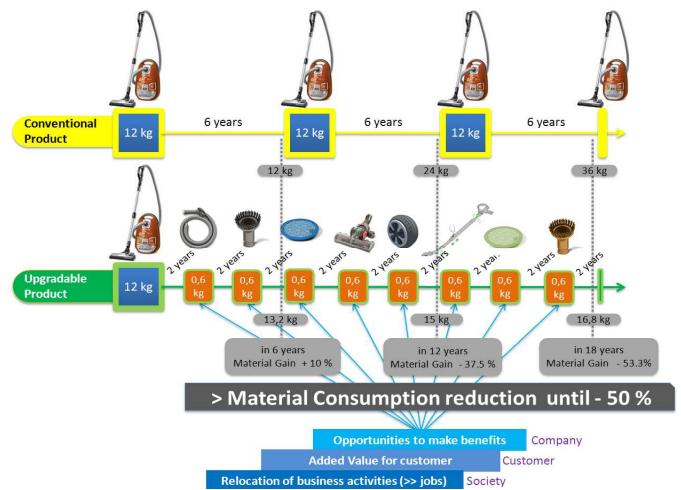 6 years
6 years
6 years
Conventional
Product
12 kg
12 kg
12 kg
12 kg
24 kg
36 kg
2 years
2 years
2 years
2 years
2 years
2 years
2 year.
2 years
2 years
Upgradable
Product
12 kg
0,6
kg
0,6
kg
0,6
kg
0,6
kg
0,6
kg
0,6
kg
0,6
kg
0,6
kg
13,2 kg
15 kg
16,8 kg
in 6 years
Material Gain + 10 %
in 12 years
Material Gain - 37.5 %
in 18 years
Material Gain - 53.3%
> Material Consumption reduction until - 50 %
Opportunities to make benefits Company
Added Value for customer Customer
Relocation of business activities (>> jobs) Society